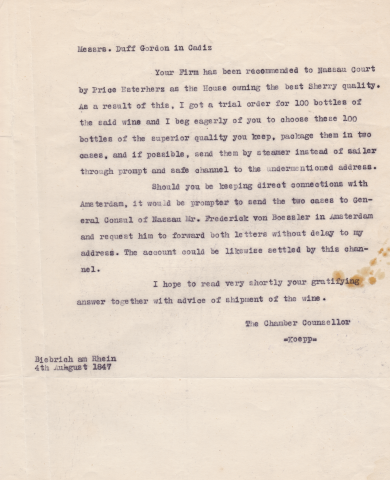 Messrs. Duff Gordon in Cadiz
Your Firm has been recommended to Nassau Court
by Price Materhers as the House owning the best Sherry quality.
As a result of this, I got a trial order for 100 bottles of
the said wine and I beg eagerly of you to choose these 100
bottles of the superior quality you keep, package them in two
cases, and if possible, send them by steamer instead of sailer
through prompt and safe channel to the undermentioned address.
Should you be keeping direct connections with
Amsterdam, it would be prompter to send the two cases to Gen-
eral Consul of Nassau Mr. Frederick von Boessler in Amsterdam
and request him to forward both letters without delay to my
address. The account could be likewise settled by this chan-
nel.
I hope to read very shortly your gratifying
answer together with advice of shipment of the wine.
The Chamber Counsellor
=Koepp=
Biekrich am Rhein
4th August 1847